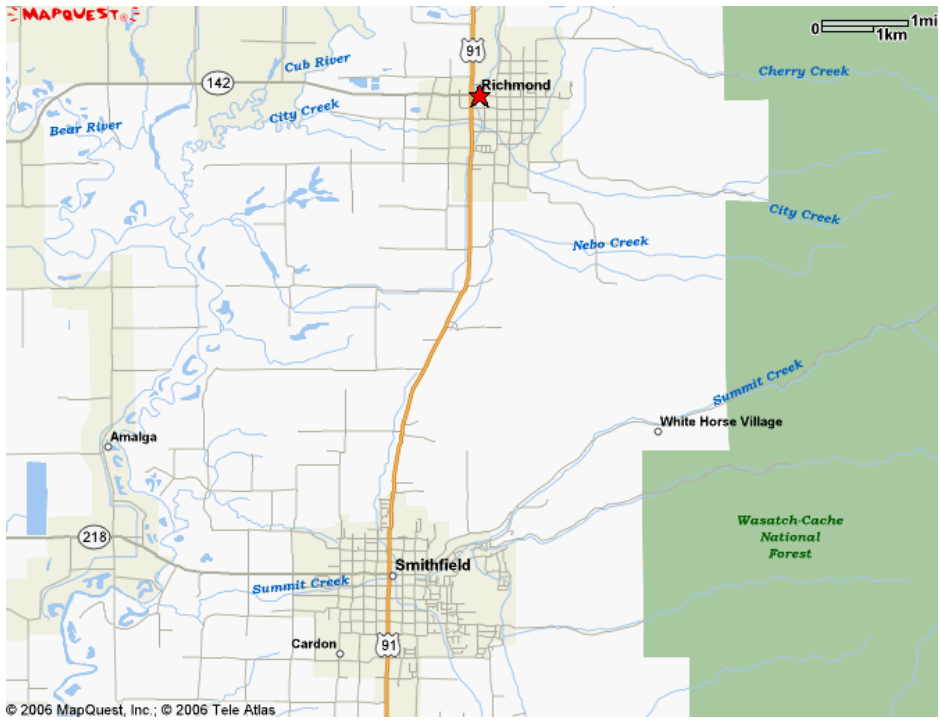 MAPQUEST
91
0 1mi
1km
Cub River
142
Richmond
Cherry Creek
City Creek
Bear River
City Creek
Nebo Creek
Summit Creek
White Horse Village
Amalga
Wasatch-Cache
National
Forest
218
Smithfield
Summit Creek
Cardon
91
© 2006 MapQuest, Inc.; © 2006 Tele Atlas